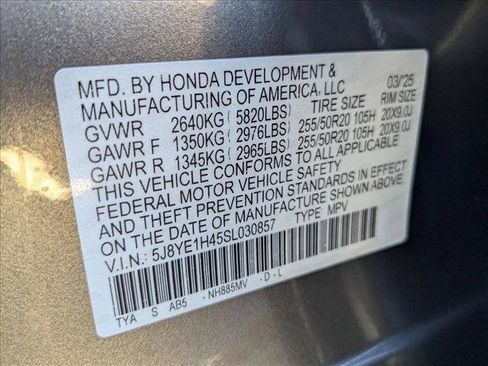 MFD. BY HONDA DEVELOPMENT & 03/25
MANUFACTURING OF AMERICA, LLC
TIRE SIZE RIM SIZE
GVWR 2640KG (5820LBS)
GAWR F 1350KG (2976LBS) 255/50R20 105H 20X9.0J
GAWR R 1345KG (2965LBS) 255/50R20 105H 20X9.0J
THIS VEHICLE CONFORMS TO ALL APPLICABLE
FEDERAL MOTOR VEHICLE SAFETY
AND THEFT PREVENTION STANDARDS IN EFFECT
ON THE DATE OF MANUFACTURE SHOWN ABOVE.
V.I.N.: 5J8YE1H45SL030857 TYPE MPV
TYA S AB5 -NH885MV -D-L